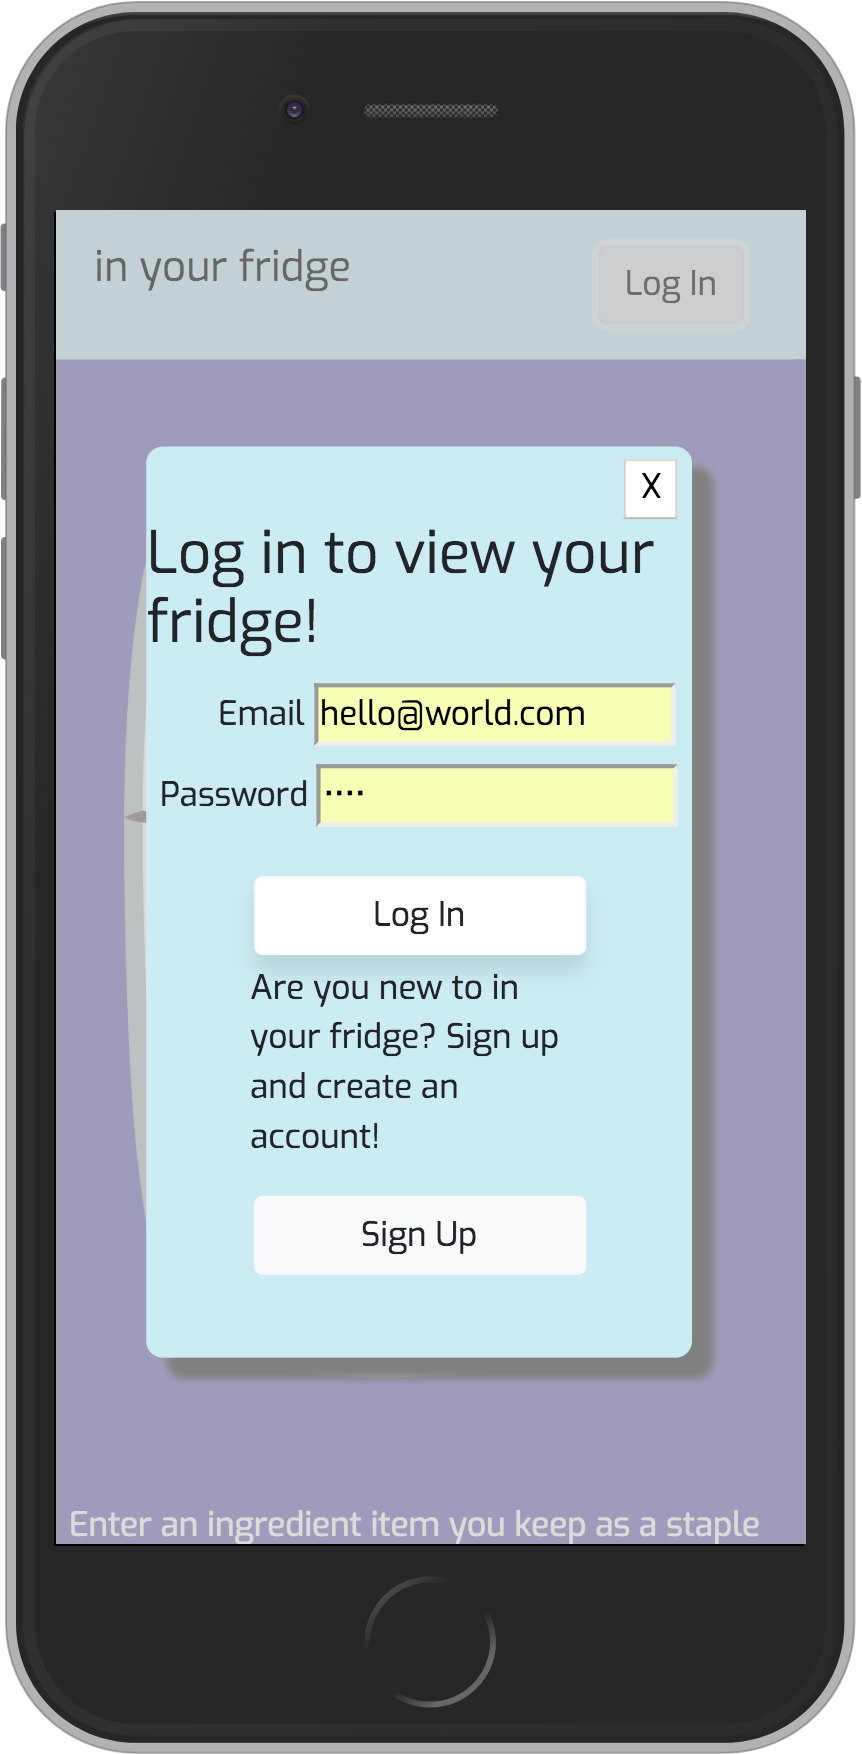 in your fridge
Log In
X
Log in to view your
fridge!
Email hello@world.com
Password ····
Log In
Are you new to in
your fridge? Sign up
and create an
account!
Sign Up
Enter an ingredient item you keep as a staple